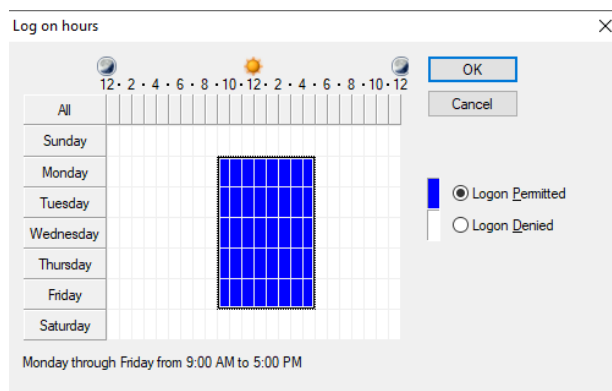 Log on hours
12 · 2 · 4 · 6 · 8 · 10 · 12 · 2 · 4 · 6 · 8 · 10 · 12
OK
Cancel
All
Sunday
Monday
Tuesday
Wednesday
Thursday
Friday
Saturday
Logon Permitted
Logon Denied
Monday through Friday from 9:00 AM to 5:00 PM